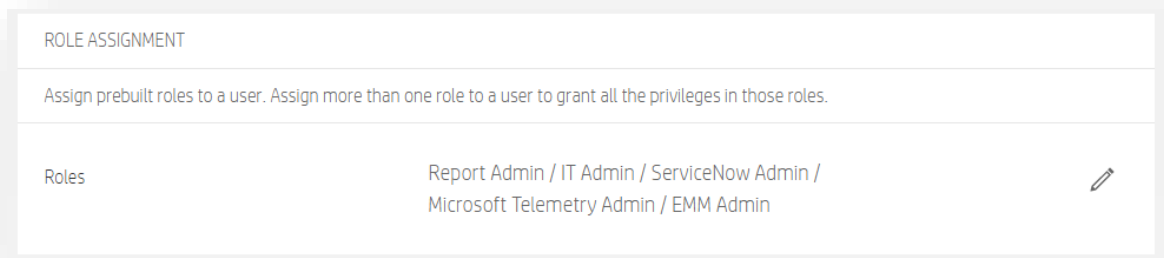 ROLE ASSIGNMENT
Assign prebuilt roles to a user. Assign more than one role to a user to grant all the privileges in those roles.
Roles
Report Admin / IT Admin / ServiceNow Admin /
Microsoft Telemetry Admin / EMM Admin